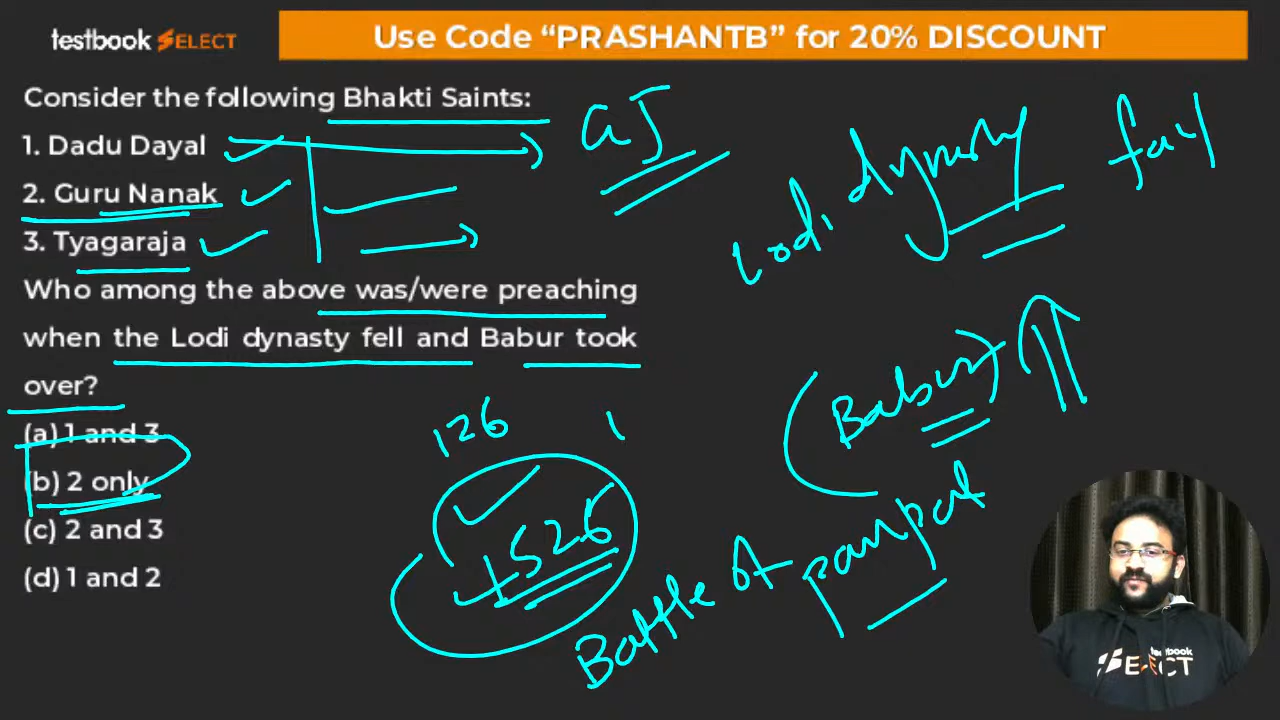 testbook SELECT
Use Code “PRASHANTB” for 20% DISCOUNT
Consider the following Bhakti Saints:
1. Dadu Dayal
2. Guru Nanak
3. Tyagaraja
Who among the above was/were preaching
when the Lodi dynasty fell and Babur took
over?
(a) 1 and 3
(b) 2 only
(c) 2 and 3
(d) 1 and 2
Lodi dynasty
Babur
126
1
1526
Battle of panipat
testbook
SELECT